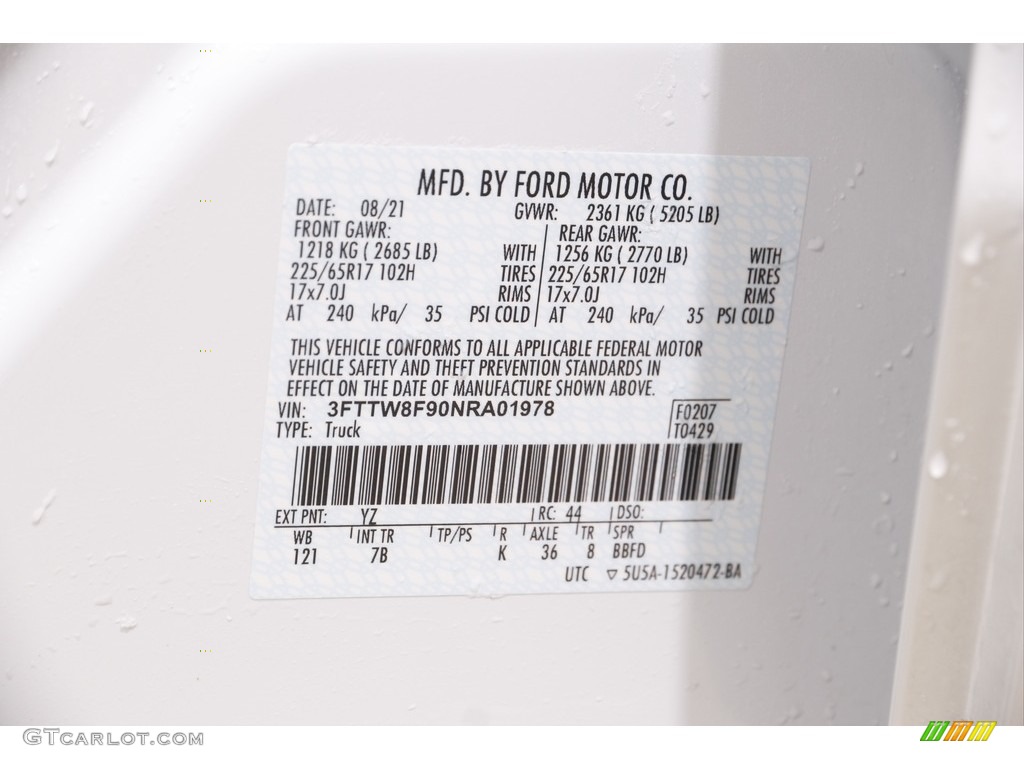 MFD. BY FORD MOTOR CO.
DATE: 08/21 GVWR: 2361 KG ( 5205 LB)
FRONT GAWR: REAR GAWR:
1218 KG ( 2685 LB) WITH 1256 KG ( 2770 LB) WITH
225/65R17 102H TIRES 225/65R17 102H TIRES
17x7.0J RIMS 17x7.0J RIMS
AT 240 kPa/ 35 PSI COLD AT 240 kPa/ 35 PSI COLD
THIS VEHICLE CONFORMS TO ALL APPLICABLE FEDERAL MOTOR
VEHICLE SAFETY AND THEFT PREVENTION STANDARDS IN
EFFECT ON THE DATE OF MANUFACTURE SHOWN ABOVE.
VIN: 3FTTW8F90NRA01978 F0207
TYPE: Truck T0429
EXT PNT: YZ RC: 44 DSO:
WB INT TR TP/PS R AXLE TR SPR
121 7B K 36 8 BBFD
UTC ▽ 5U5A-1520472-BA
GTCARLOT.COM